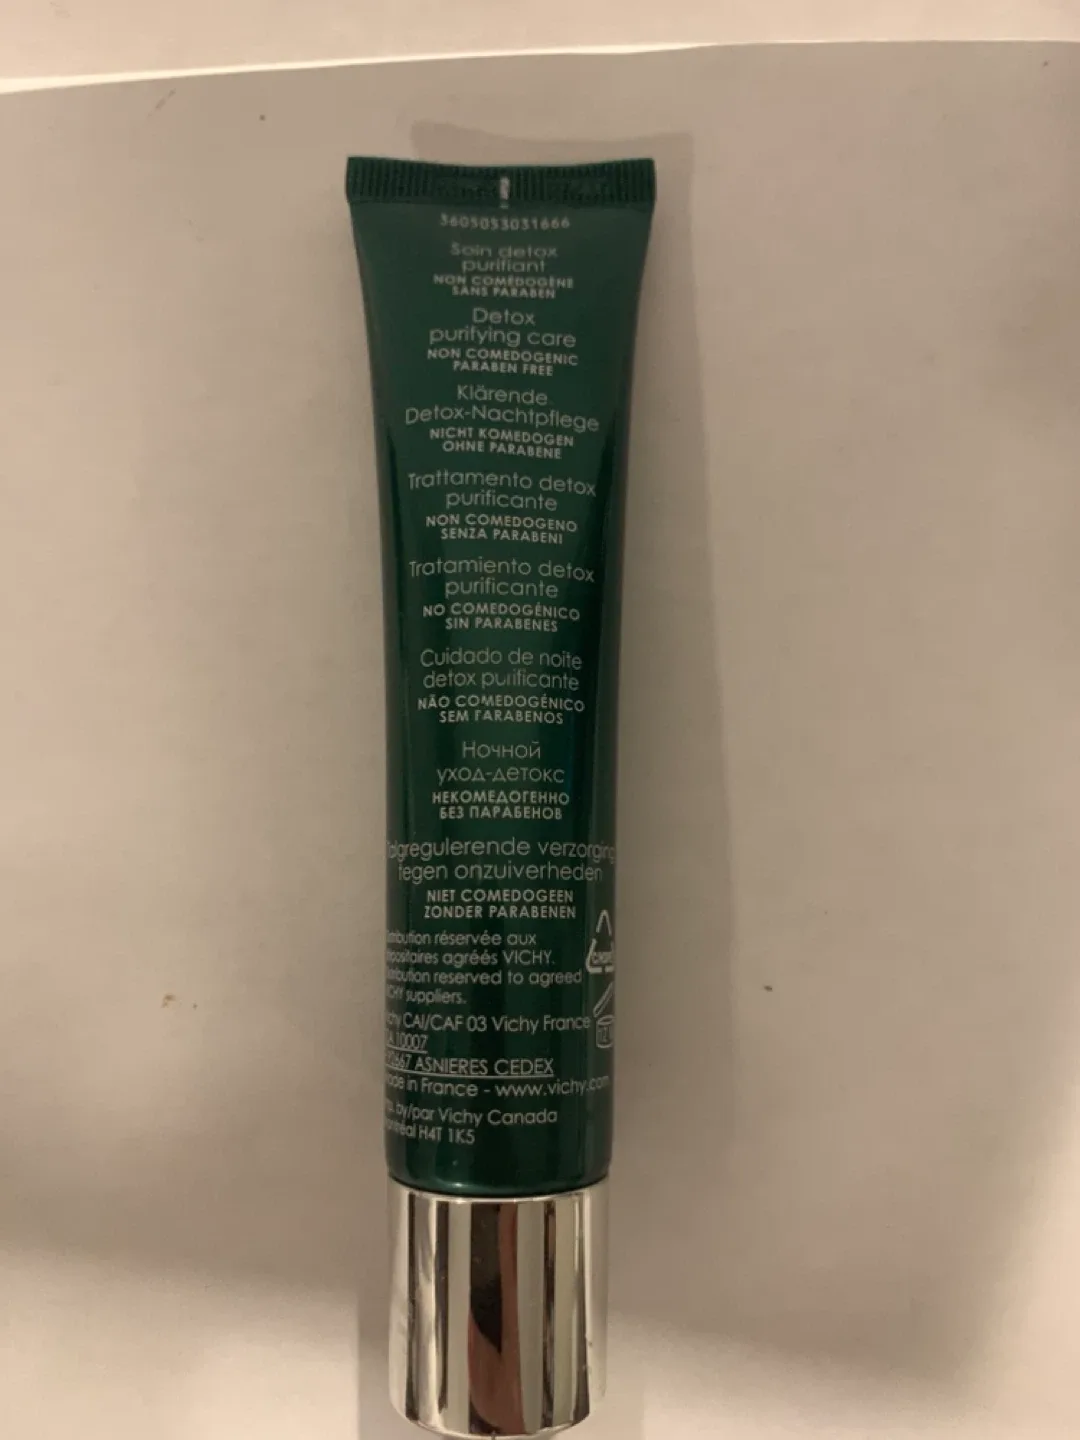 3605053031666
Soin detox
purifiant
NON COMÉDOGÈNE
SANS PARABEN
Detox
purifying care
NON COMEDOGENIC
PARABEN FREE
Klärende
Detox-Nachtpflege
NICHT KOMEDOGEN
OHNE PARABENE
Trattamento detox
purificante
NON COMEDOGENO
SENZA PARABENI
Tratamiento detox
purificante
NO COMEDOGÉNICO
SIN PARABENES
Cuidado de noite
detox purificante
NÃO COMEDOGÉNICO
SEM PARABENOS
Ночной
уход-детокс
НЕКОМЕДОГЕННО
БЕЗ ПАРАБЕНОВ
algregulerende verzorging
tegen onzuiverheden
NIET COMEDOGEEN
ZONDER PARABENEN
réservée aux
agréés VICHY.
reserved to agreed
suppliers.
CAI/CAF 03 Vichy France
10007
ASNIERES CEDEX
in France - www.vichy.com
by/par Vichy Canada
H4T 1K5